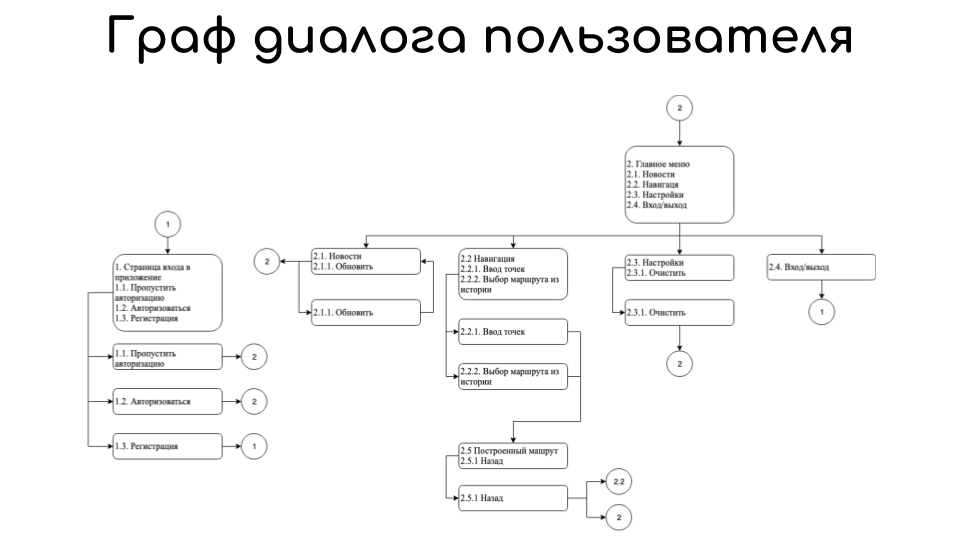 Граф диалога пользователя
1
1. Страница входа в
приложение
1.1. Пропустить
авторизацию
1.2. Авторизоваться
1.3. Регистрация
1.1. Пропустить
авторизацию
2
1.2. Авторизоваться
2
1.3. Регистрация
1
2
2. Главное меню
2.1. Новости
2.2. Навигаця
2.3. Настройки
2.4. Вход/выход
2
2.1. Новости
2.1.1. Обновить
2.1.1. Обновить
2.2 Навигация
2.2.1. Ввод точек
2.2.2. Выбор маршрута из
истории
2.2.1. Ввод точек
2.2.2. Выбор маршрута из
истории
2.5 Построенный машрут
2.5.1 Назад
2.5.1 Назад
2.2
2
2.3. Настройки
2.3.1. Очистить
2.3.1. Очистить
2
2.4. Вход/выход
1